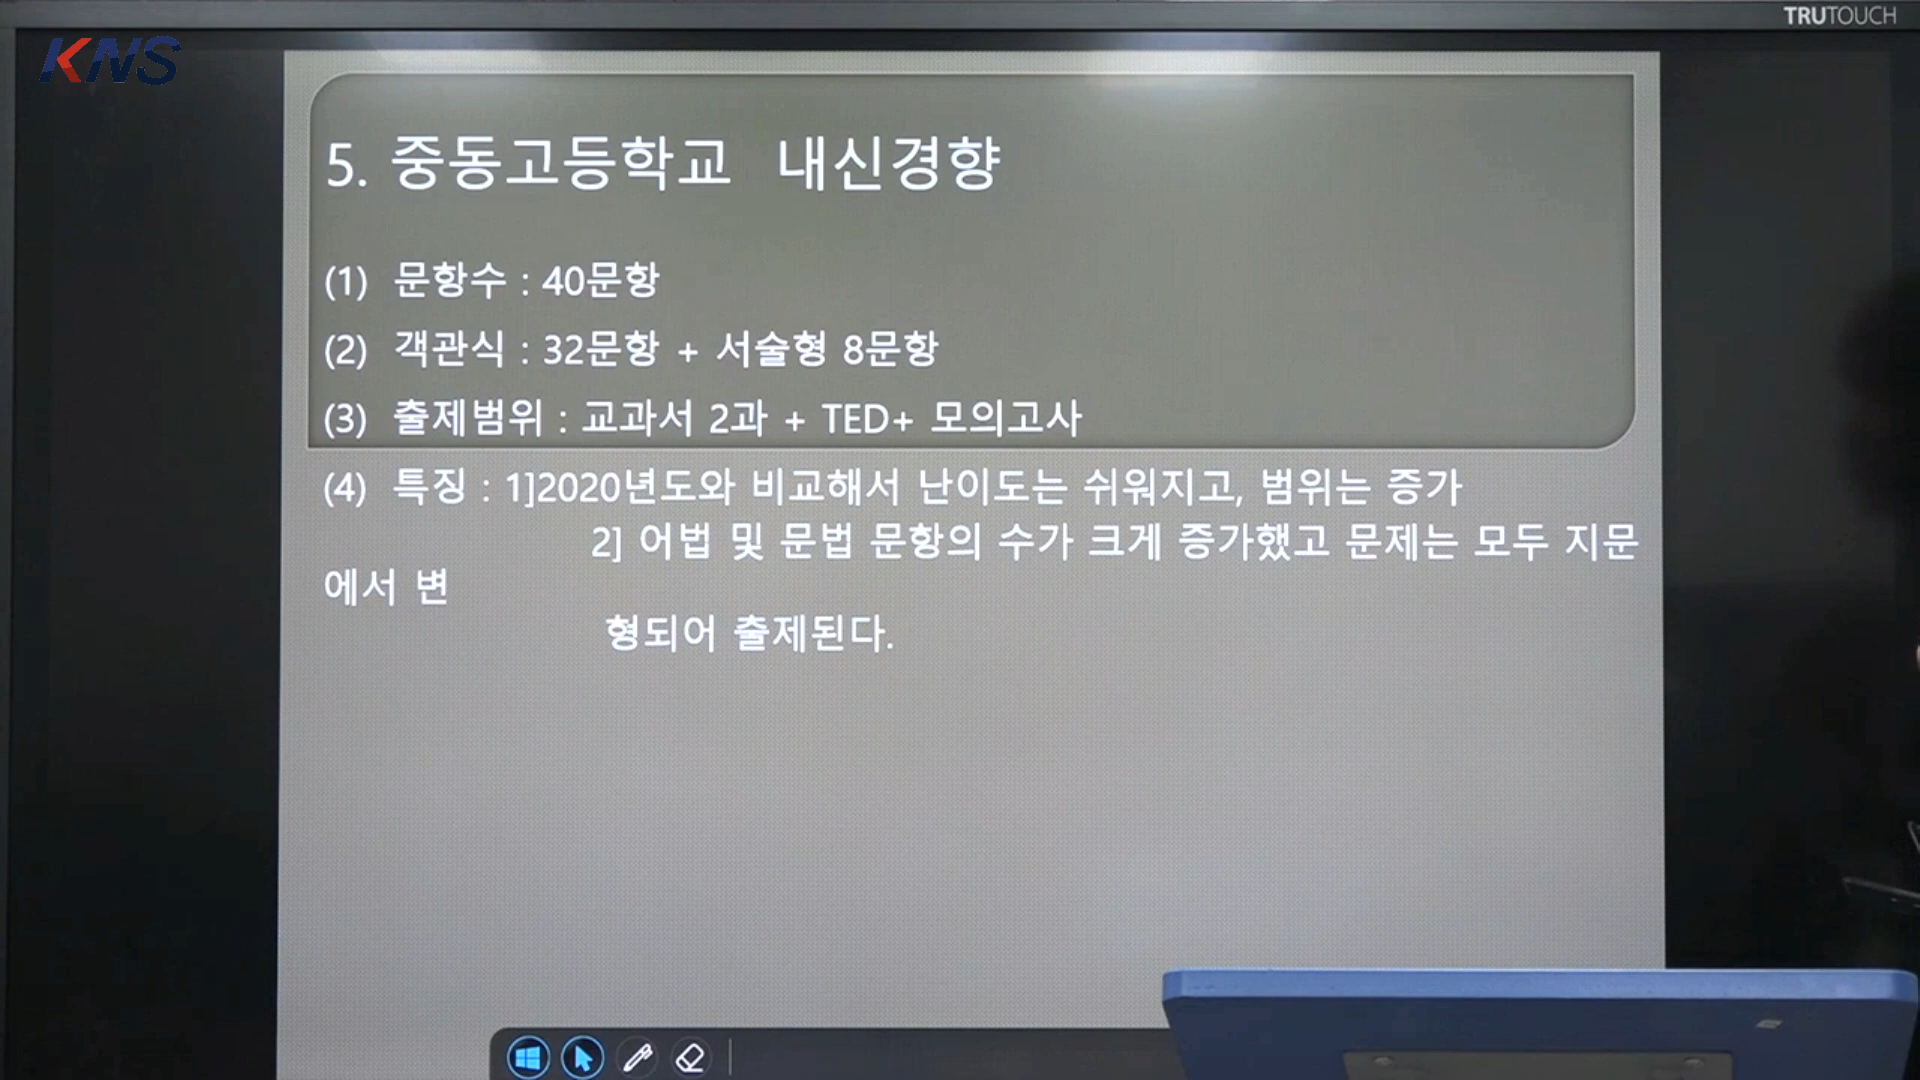 TRUTOUCH
KNS
5. 중동고등학교 내신경향
(1) 문항수 : 40문항
(2) 객관식 : 32문항 + 서술형 8문항
(3) 출제범위 : 교과서 2과 + TED+ 모의고사
(4) 특징 : 1]2020년도와 비교해서 난이도는 쉬워지고, 범위는 증가
2] 어법 및 문법 문항의 수가 크게 증가했고 문제는 모두 지문
에서 변
형되어 출제된다.